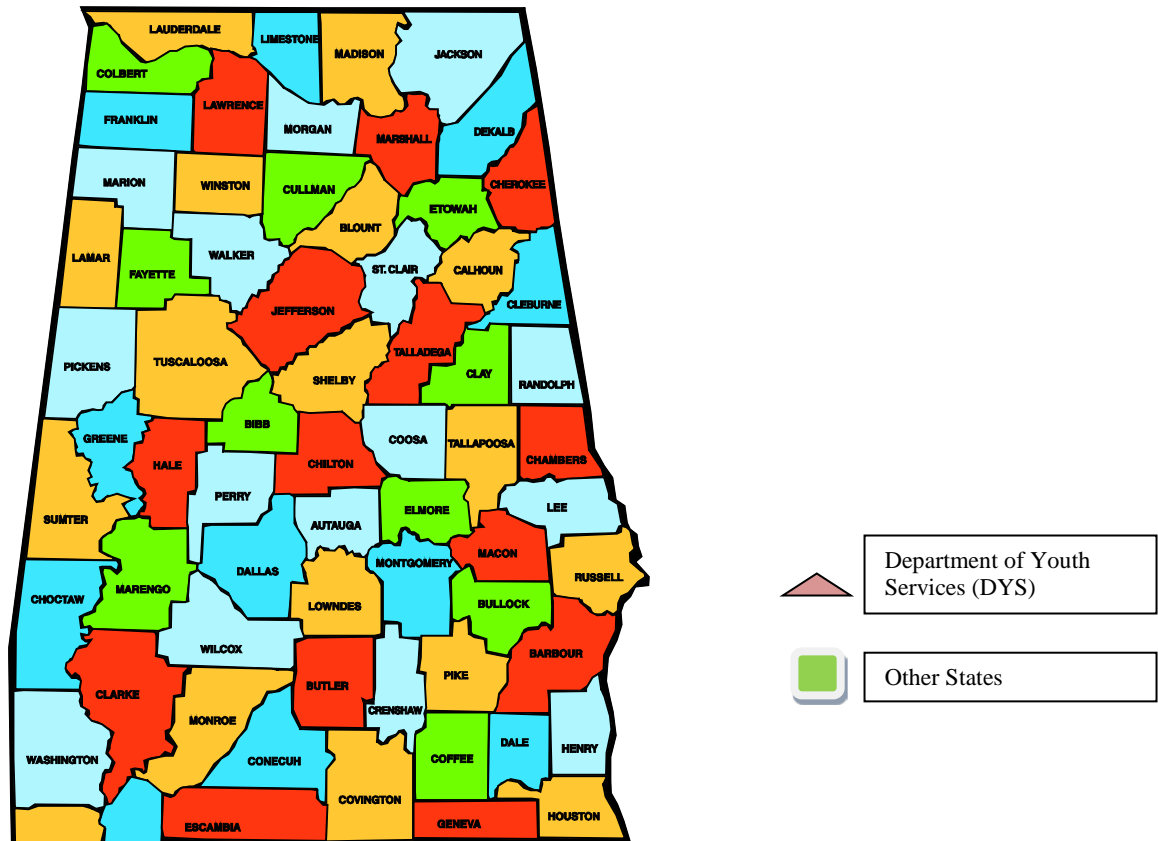 LAUDERDALE
LIMESTONE
MADISON
JACKSON
COLBERT
LAWRENCE
FRANKLIN
MORGAN
MARSHALL
DEKALB
MARION
WINSTON
CULLMAN
CHEROKEE
ETOWAH
BLOUNT
LAMAR
FAYETTE
WALKER
ST. CLAIR
CALHOUN
CLEBURNE
JEFFERSON
PICKENS
TUSCALOOSA
SHELBY
TALLADEGA
CLAY
RANDOLPH
GREENE
BIBB
HALE
CHILTON
COOSA
TALLAPOOSA
CHAMBERS
PERRY
SUMTER
AUTAUGA
ELMORE
LEE
MACON
RUSSELL
DALLAS
MONTGOMERY
CHOCTAW
MARENGO
LOWNDES
BULLOCK
WILCOX
BARBOUR
CLARKE
BUTLER
PIKE
CRENSHAW
MONROE
WASHINGTON
CONECUH
COFFEE
DALE
HENRY
COVINGTON
ESCAMBIA
GENEVA
HOUSTON
Department of Youth
Services (DYS)
Other States